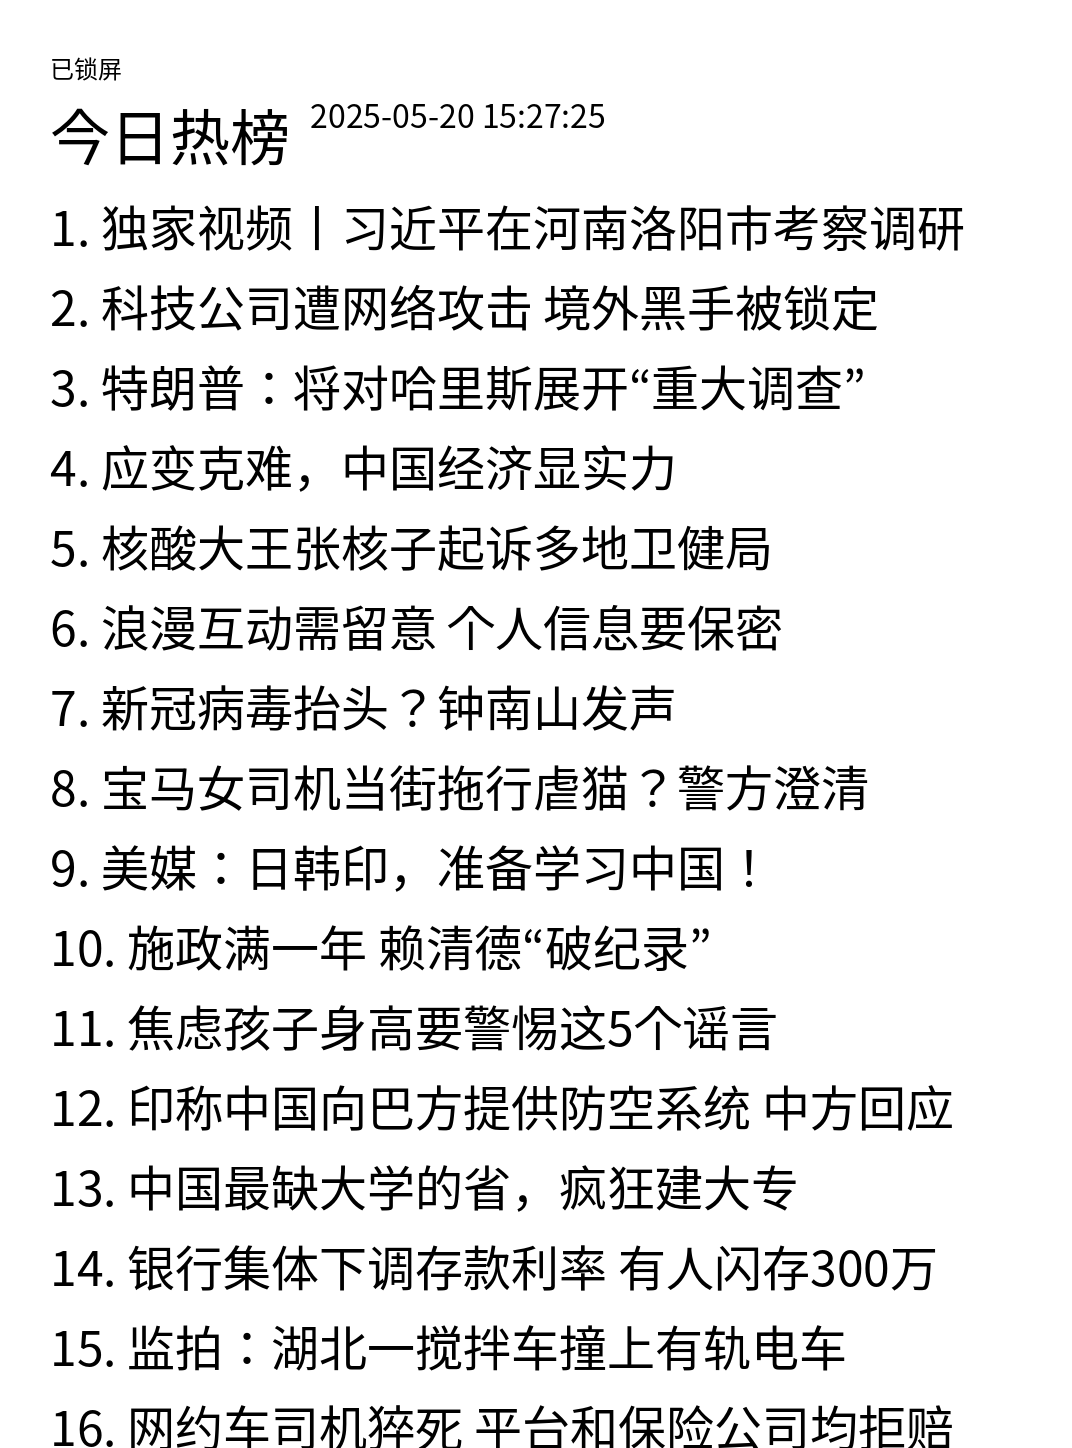 已锁屏
今日热榜 2025-05-20 15:27:25
1. 独家视频丨习近平在河南洛阳市考察调研
2. 科技公司遭网络攻击 境外黑手被锁定
3. 特朗普：将对哈里斯展开“重大调查”
4. 应变克难，中国经济显实力
5. 核酸大王张核子起诉多地卫健局
6. 浪漫互动需留意 个人信息要保密
7. 新冠病毒抬头？钟南山发声
8. 宝马女司机当街拖行虐猫？警方澄清
9. 美媒：日韩印，准备学习中国！
10. 施政满一年 赖清德“破纪录”
11. 焦虑孩子身高要警惕这5个谣言
12. 印称中国向巴方提供防空系统 中方回应
13. 中国最缺大学的省，疯狂建大专
14. 银行集体下调存款利率 有人闪存300万
15. 监拍：湖北一搅拌车撞上有轨电车
16. 网约车司机猝死 平台和保险公司均拒赔